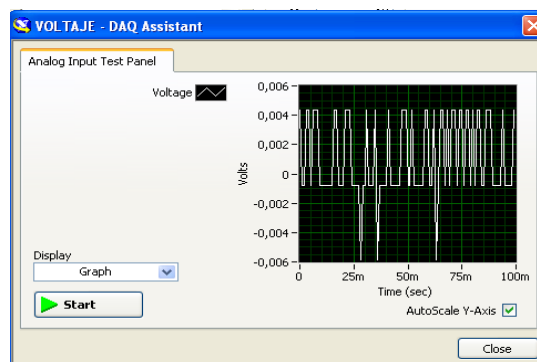 VOLTAJE - DAQ Assistant
Analog Input Test Panel
Voltage
0,006
0,004
0,002
0
-0,002
-0,004
-0,006
Volts
0 25m 50m 75m 100m
Time (sec)
Display
Graph
Start
AutoScale Y-Axis
Close